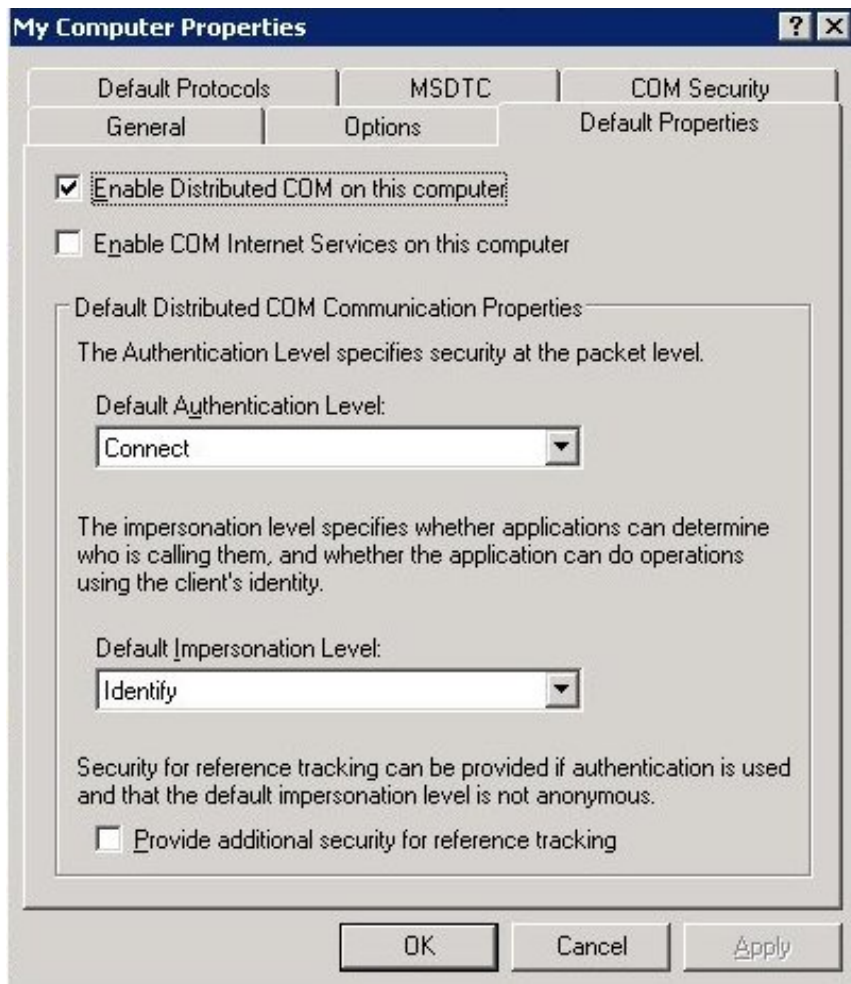 My Computer Properties
Default Protocols
MSDTC
COM Security
General
Options
Default Properties
Enable Distributed COM on this computer
Enable COM Internet Services on this computer
Default Distributed COM Communication Properties
The Authentication Level specifies security at the packet level.
Default Authentication Level:
Connect
The impersonation level specifies whether applications can determine
who is calling them, and whether the application can do operations
using the client's identity.
Default Impersonation Level:
Identify
Security for reference tracking can be provided if authentication is used
and that the default impersonation level is not anonymous.
Provide additional security for reference tracking
OK
Cancel
Apply